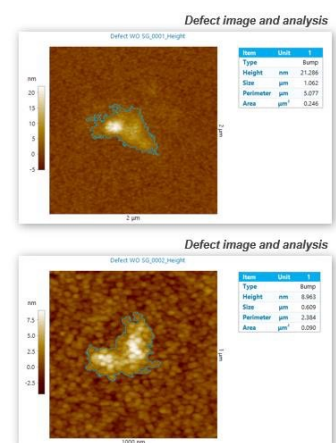 Defect image and analysis
Defect WO SG_0001_Height
Item Unit 1
Type Bump
Height nm 21.286
Size μm 1.062
Perimeter μm 5.077
Area μm² 0.246
nm
20
15
10
5
0
-5
2 μm
2 μm
Defect image and analysis
Defect WO SG_0002_Height
Item Unit 1
Type Bump
Height nm 8.963
Size μm 0.609
Perimeter μm 2.384
Area μm² 0.090
nm
7.5
5.0
2.5
0.0
-2.5
1 μm
1000 nm